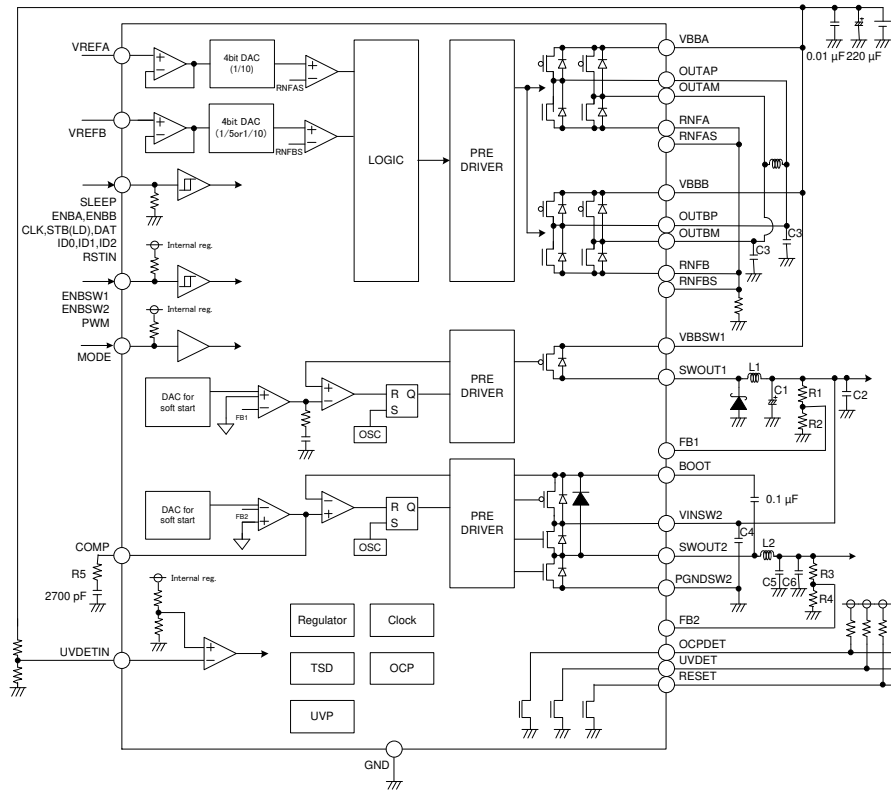 VREFA
4bit DAC
(1/10)
+
−
+
−
RNFAS
VREFB
4bit DAC
(1/5or1/10)
+
−
+
−
RNFBS
LOGIC
PRE
DRIVER
VBBA
OUTAP
OUTAM
RNFA
RNFAS
VBBB
OUTBP
OUTBM
RNFB
RNFBS
0.01 µF
220 µF
+
C3
C3
SLEEP
ENBA,ENBB
CLK,STB(LD),DAT
ID0,ID1,ID2
RSTIN
Internal reg.
ENBSW1
ENBSW2
PWM
Internal reg.
MODE
DAC for
soft start
FB1
+
+
−
+
−
R Q
S
OSC
PRE
DRIVER
VBBSW1
SWOUT1
L1
C1
+
R1
R2
C2
FB1
DAC for
soft start
FB2
−
−
+
−
+
R Q
S
OSC
PRE
DRIVER
BOOT
0.1 µF
VINSW2
C4
SWOUT2
L2
C5
C6
R3
R4
PGNDSW2
FB2
OCPDET
UVDET
RESET
COMP
R5
2700 pF
Internal reg.
+
−
UVDETIN
Regulator
Clock
TSD
OCP
UVP
GND